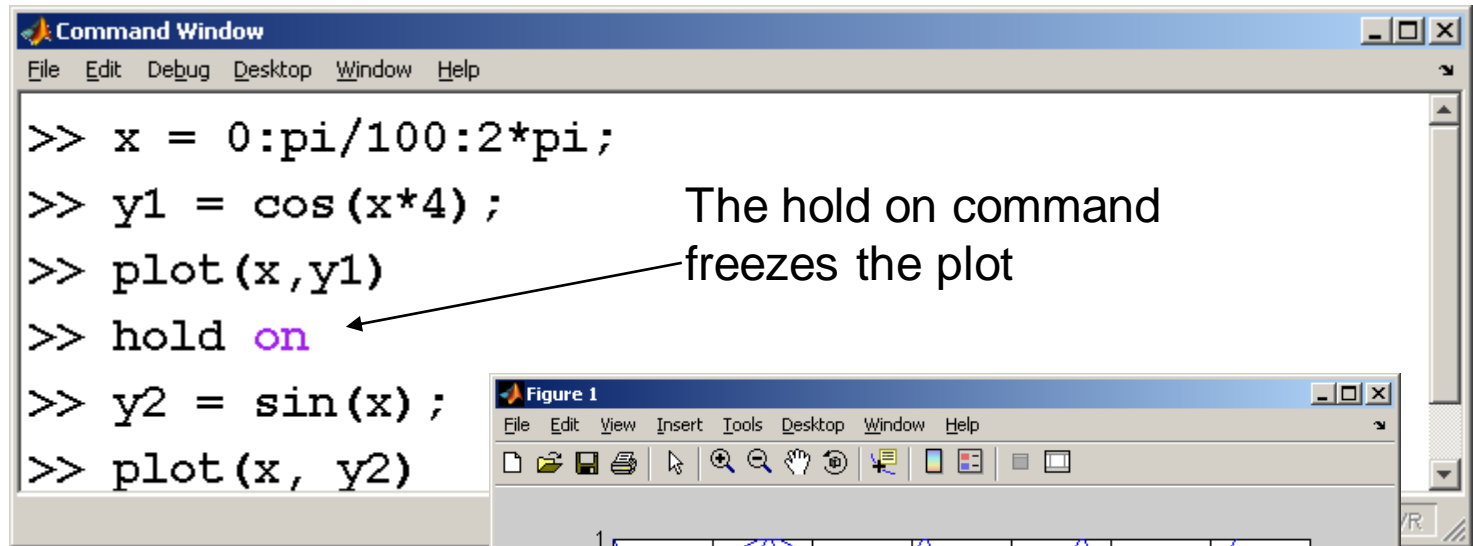 Command Window
File Edit Debug Desktop Window Help
>> x = 0:pi/100:2*pi;
>> y1 = cos(x*4);
The hold on command
freezes the plot
>> plot(x,y1)
>> hold on
>> y2 = sin(x);
>> plot(x, y2)
Figure 1
File Edit View Insert Tools Desktop Window Help
1